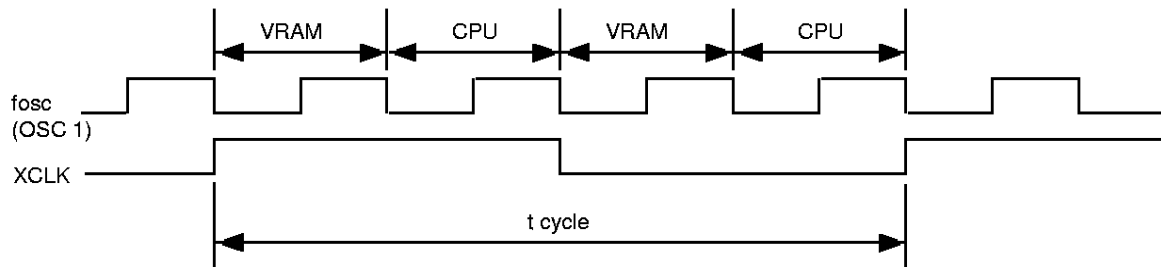 VRAM CPU VRAM CPU
fosc
(OSC 1)
XCLK
t cycle